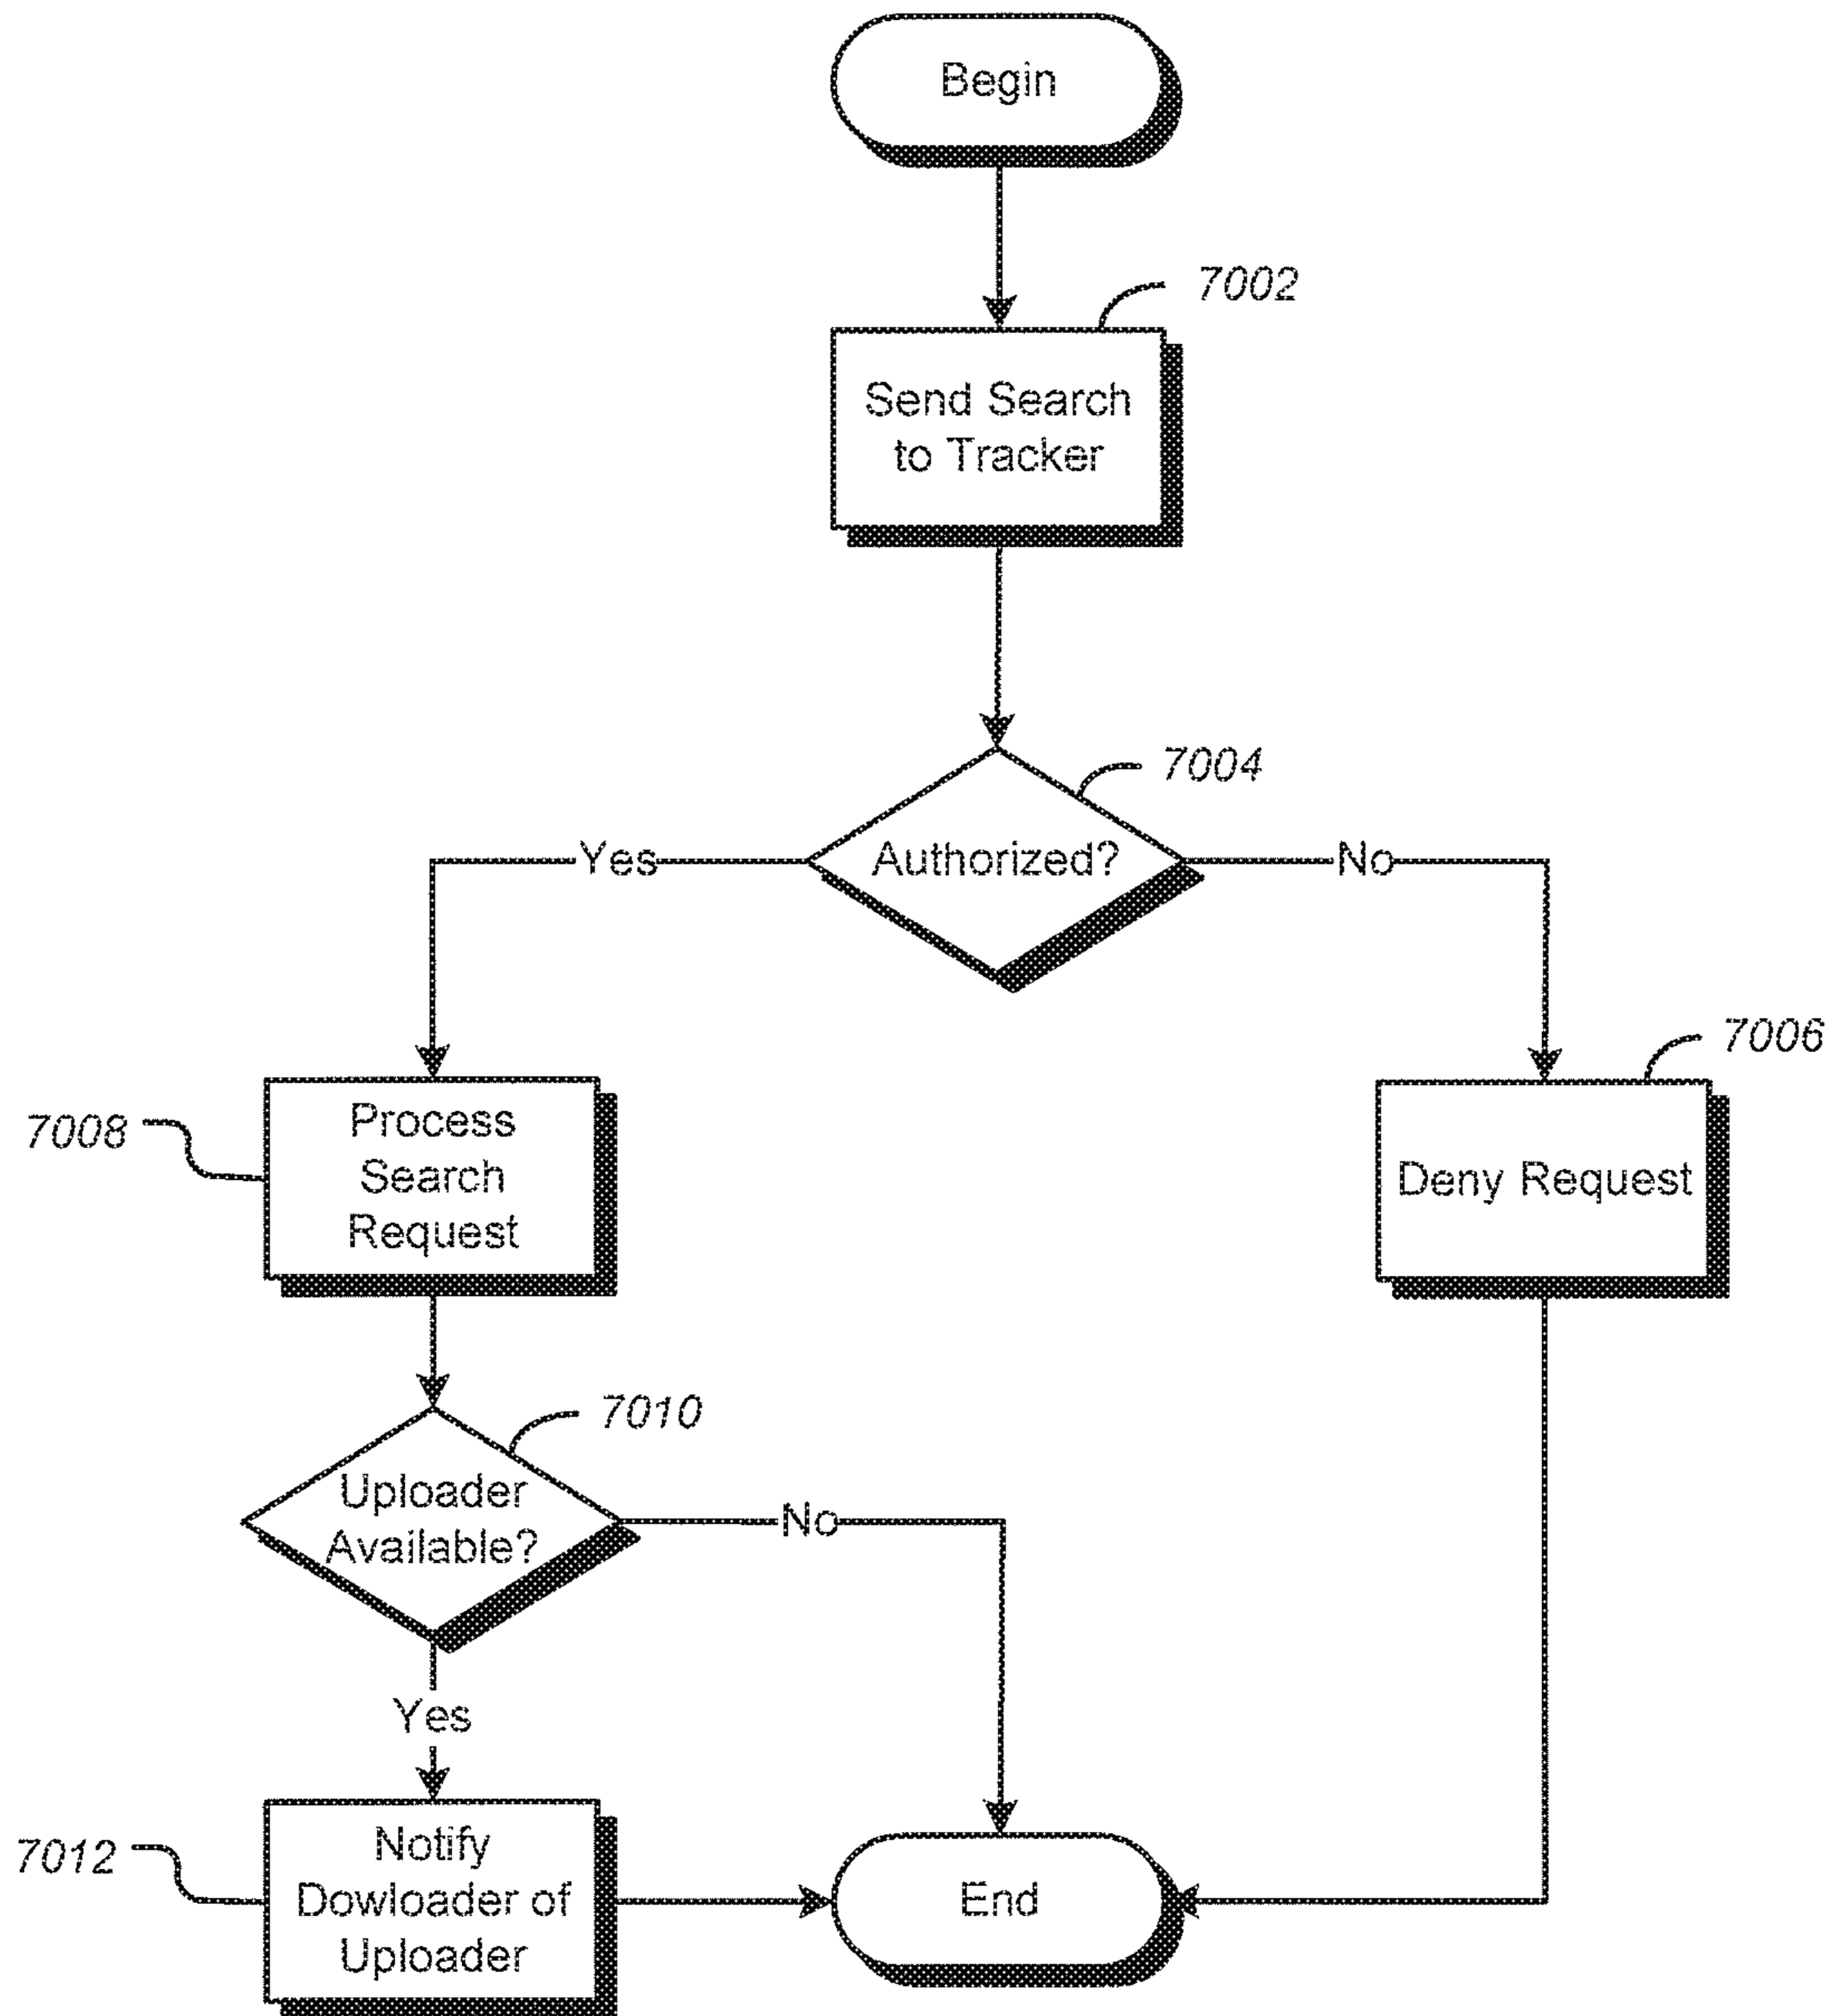 Begin
7002
Send Search
to Tracker
7004
Authorized?
Yes
No
7006
Deny Request
7008
Process
Search
Request
7010
Uploader
Available?
No
Yes
7012
Notify
Dowloader of
Uploader
End